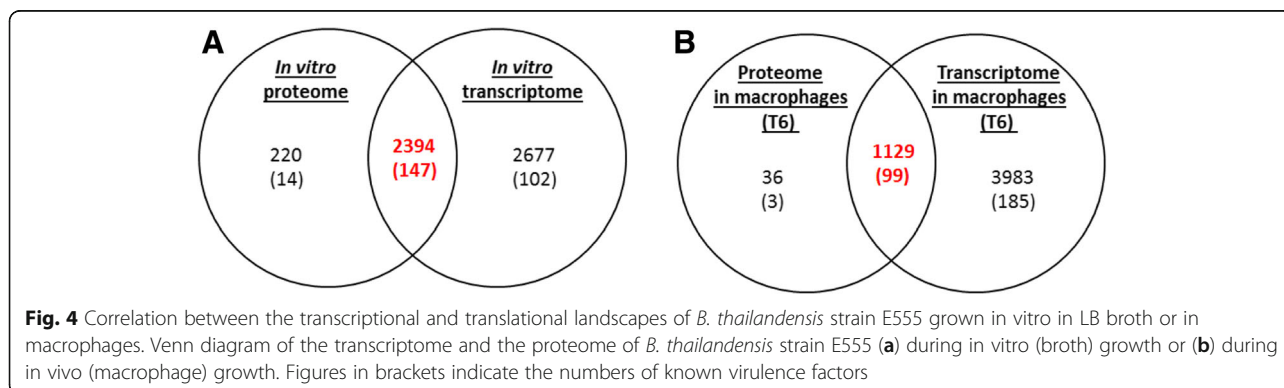 A
In vitro
proteome
In vitro
transcriptome
220
(14)
2394
(147)
2677
(102)
B
Proteome
in macrophages
(T6)
Transcriptome
in macrophages
(T6)
36
(3)
1129
(99)
3983
(185)
Fig. 4 Correlation between the transcriptional and translational landscapes of B. thailandensis strain E555 grown in vitro in LB broth or in
macrophages. Venn diagram of the transcriptome and the proteome of B. thailandensis strain E555 (a) during in vitro (broth) growth or (b) during
in vivo (macrophage) growth. Figures in brackets indicate the numbers of known virulence factors